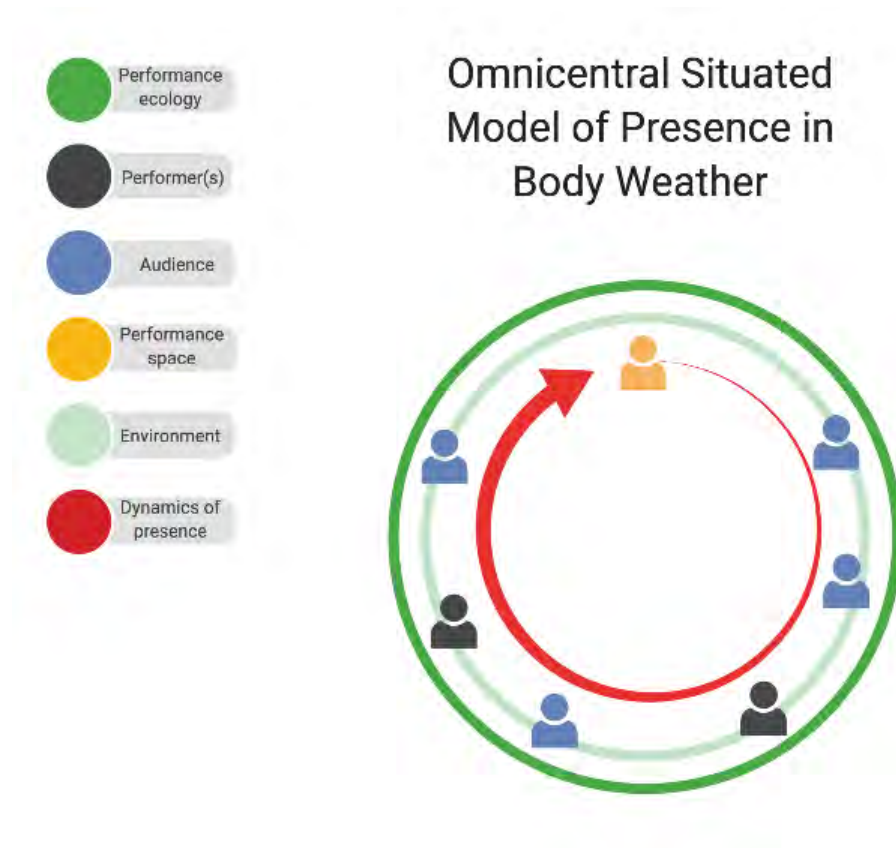 Omnicentral Situated
Model of Presence in
Body Weather
Performance
ecology
Performer(s)
Audience
Performance
space
Environment
Dynamics of
presence